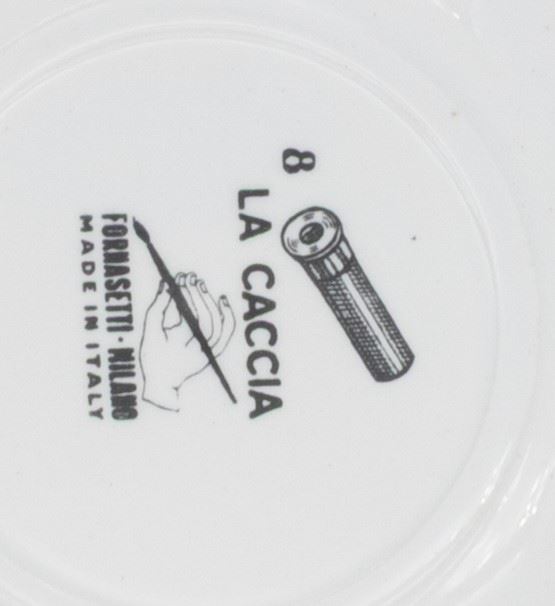 8
LA CACCIA
FORNASETTI · MILANO
MADE IN ITALY